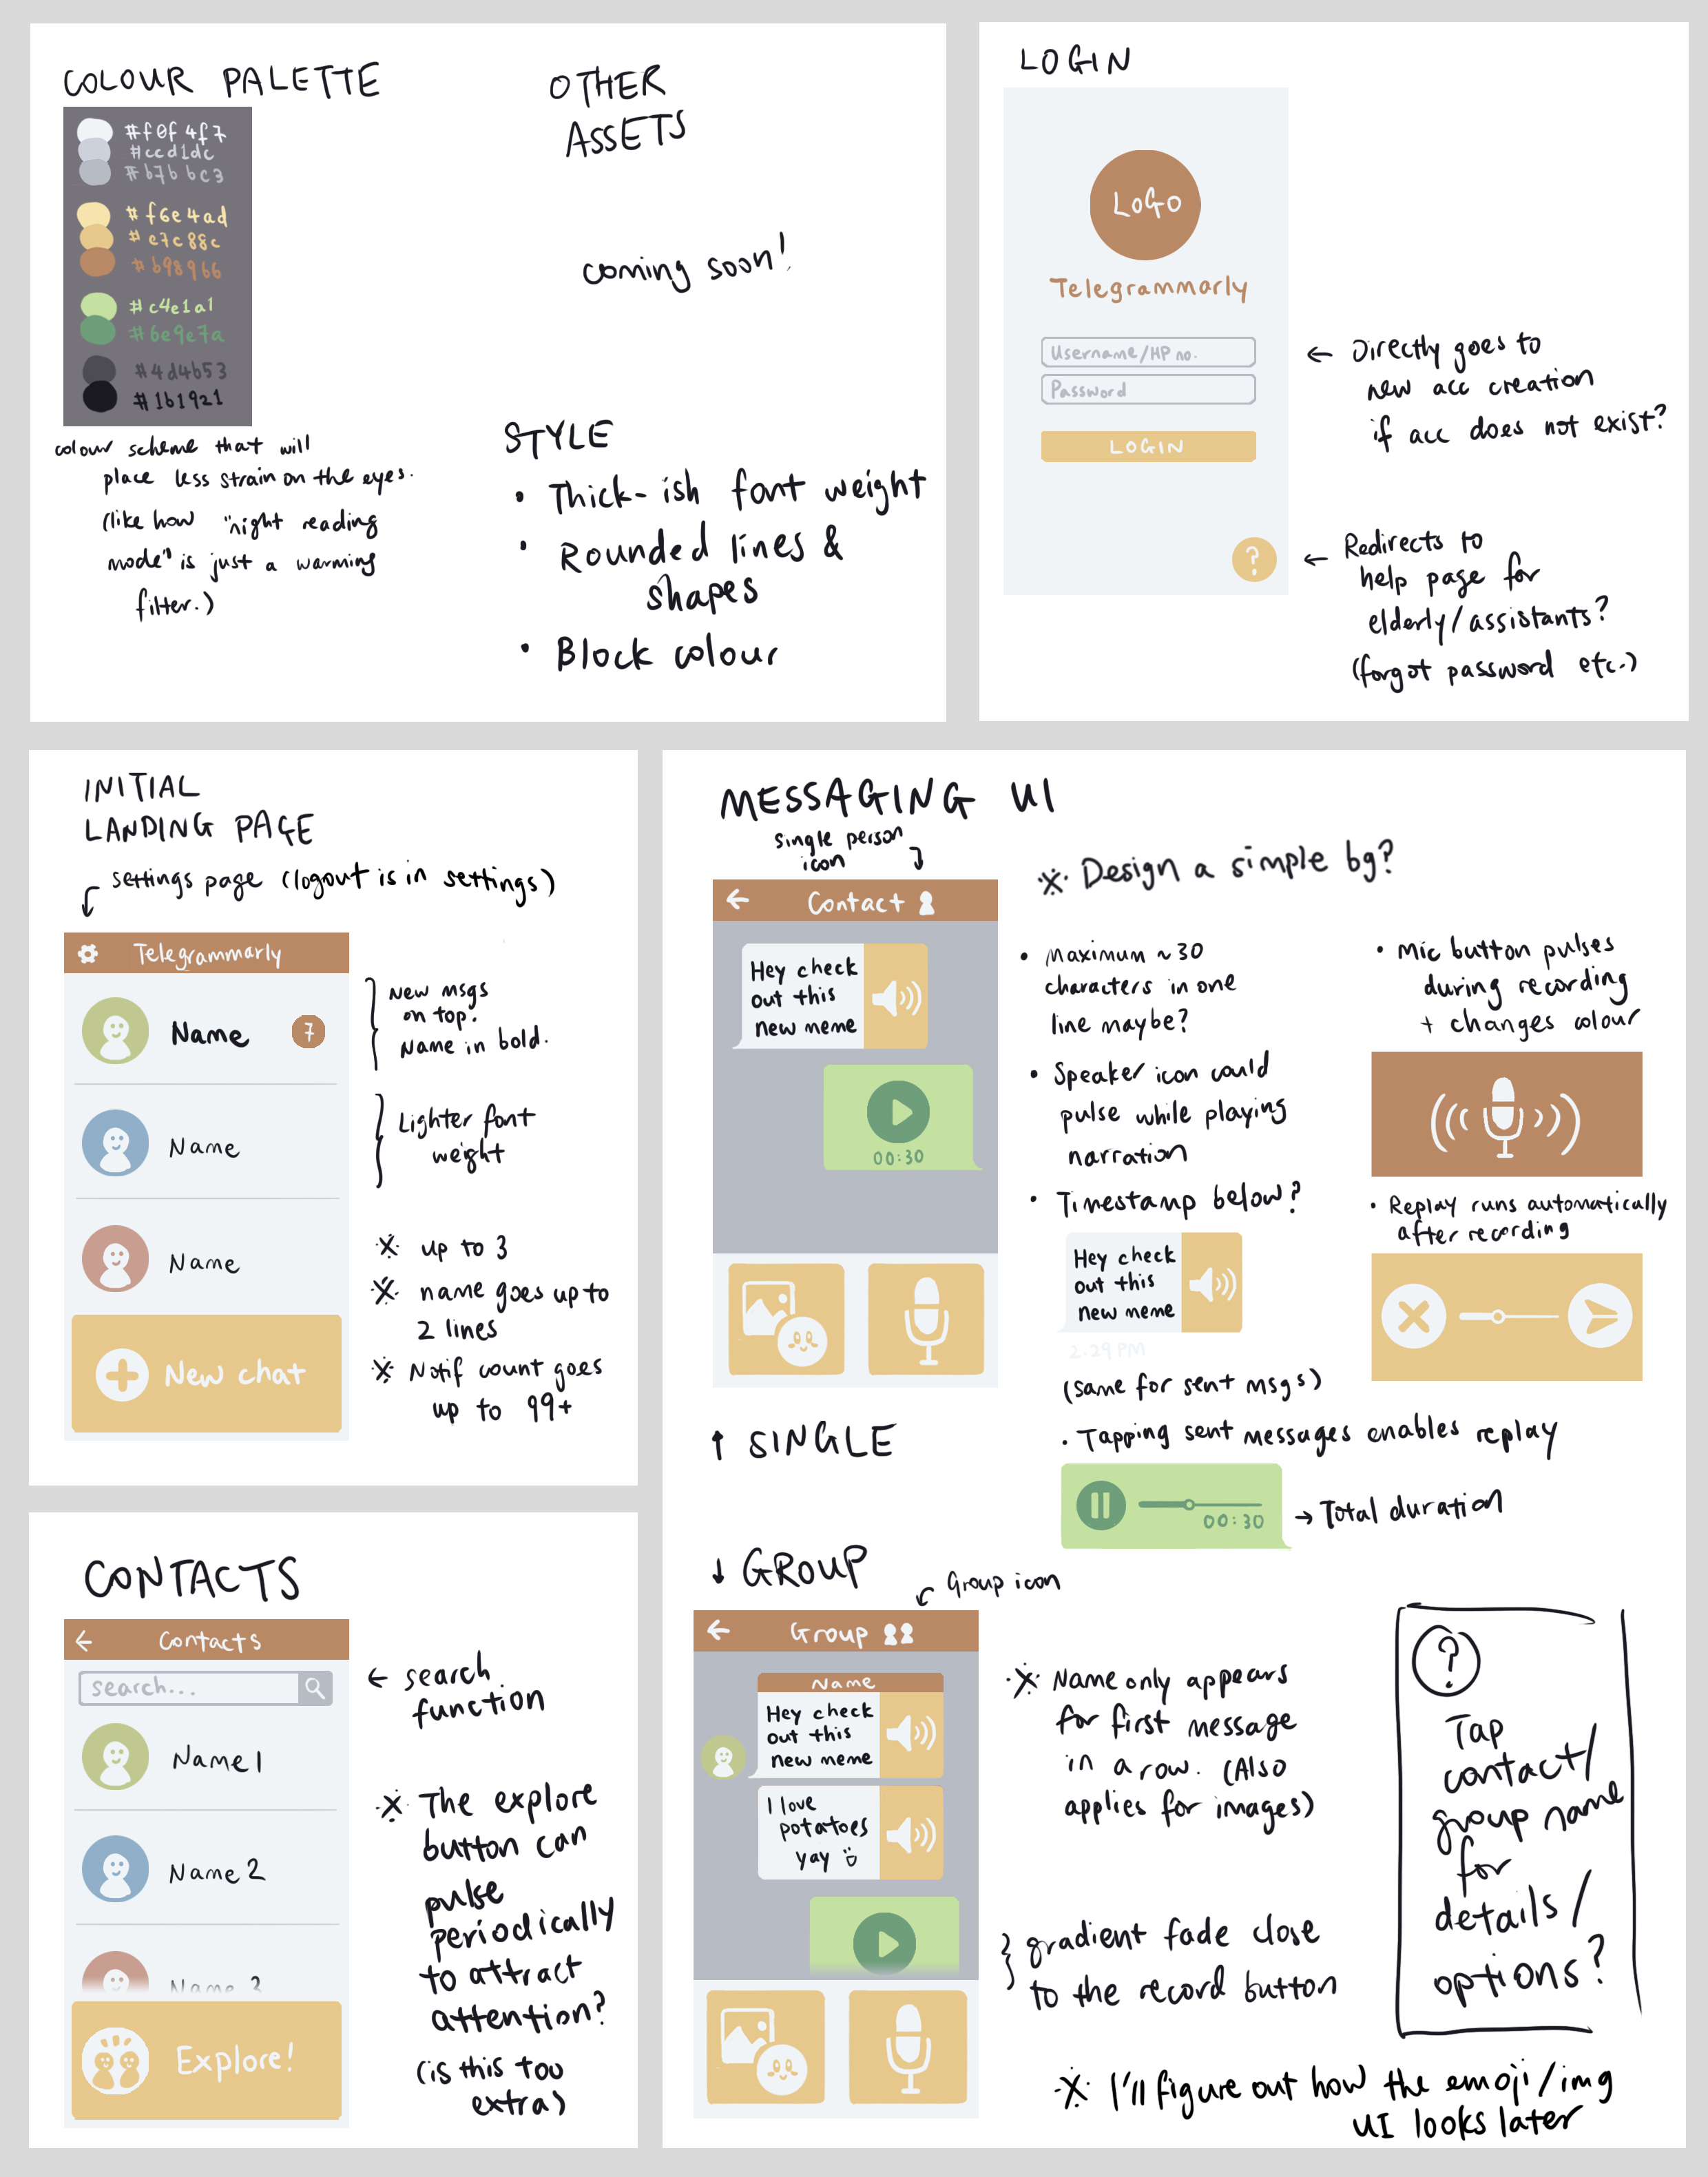 COLOUR PALETTE
#f0f4f7
#ccd1dc
#b7bbc3
#f6e4ad
#e7c88c
#b98966
#c4e1a1
#6e9e7a
#4d4b53
#1b1921
colour scheme that will
place less strain on the eyes.
(like how "night reading
mode" is just a warming
filter.)
OTHER
ASSETS
coming soon!
STYLE
• Thick-ish font weight
• Rounded lines &
shapes
• Block colour
LOGIN
LOGO
Telegrammarly
Username/HP no.
Password
LOGIN
?
← Directly goes to
new acc creation
if acc does not exist?
← Redirects to
help page for
elderly/assistants?
(forgot password etc.)
INITIAL
LANDING PAGE
settings page (logout is in settings)
Telegrammarly
Name
7
Name
Name
New chat
New msgs
on top.
Name in bold.
Lighter font
weight
※ up to 3
※ name goes up to
2 lines
※ Notif count goes
up to 99+
CONTACTS
Contacts
search...
Name 1
Name 2
Name 3
Explore!
← search
function
※ The explore
button can
pulse
periodically
to attract
attention?
(is this too
extra)
MESSAGING UI
single person
icon
Contact
Hey check
out this
new meme
00:30
↑ SINGLE
※ Design a simple bg?
• Maximum ~30
characters in one
line maybe?
• Speaker icon could
pulse while playing
narration
• Timestamp below?
Hey check
out this
new meme
2:29 PM
(same for sent msgs)
• Tapping sent messages enables replay
00:30
→ Total duration
• Mic button pulses
during recording
+ changes colour
• Replay runs automatically
after recording
↓ GROUP
Group icon
Group
Name
Hey check
out this
new meme
I love
potatoes
yay
※ Name only appears
for first message
in a row. (Also
applies for images)
gradient fade close
to the record button
?
Tap
contact/
group name
for
details/
options?
※ I'll figure out how the emoji/img
UI looks later